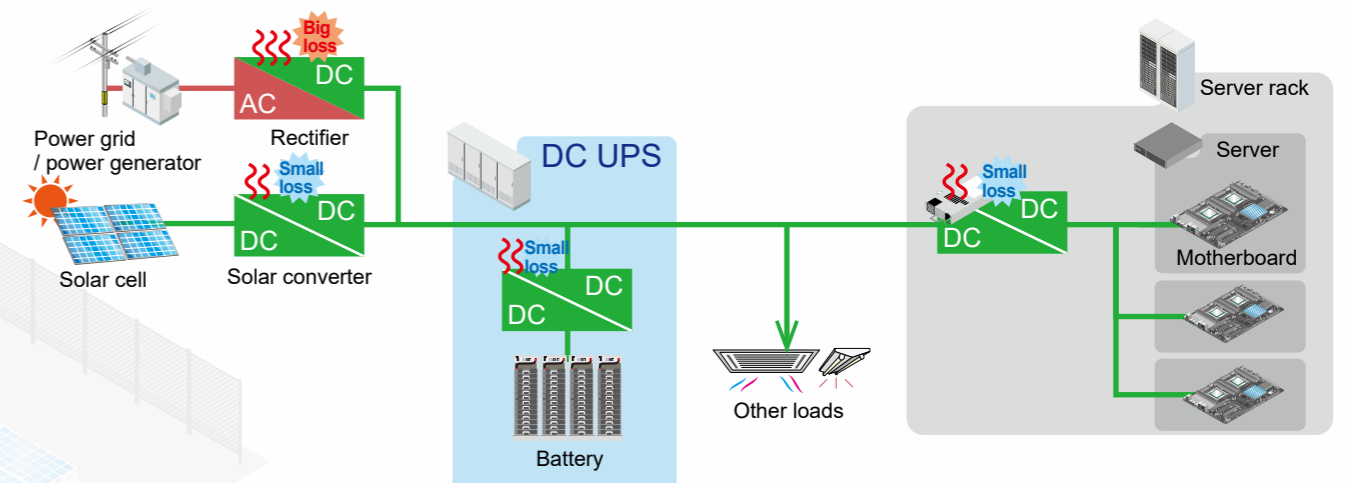 Big
loss
DC
AC
Rectifier
Power grid
/ power generator
Small
loss
DC
DC
Solar cell
Solar converter
DC UPS
Small
loss
DC
DC
Battery
Other loads
Server rack
Server
Small
loss
DC
DC
Motherboard